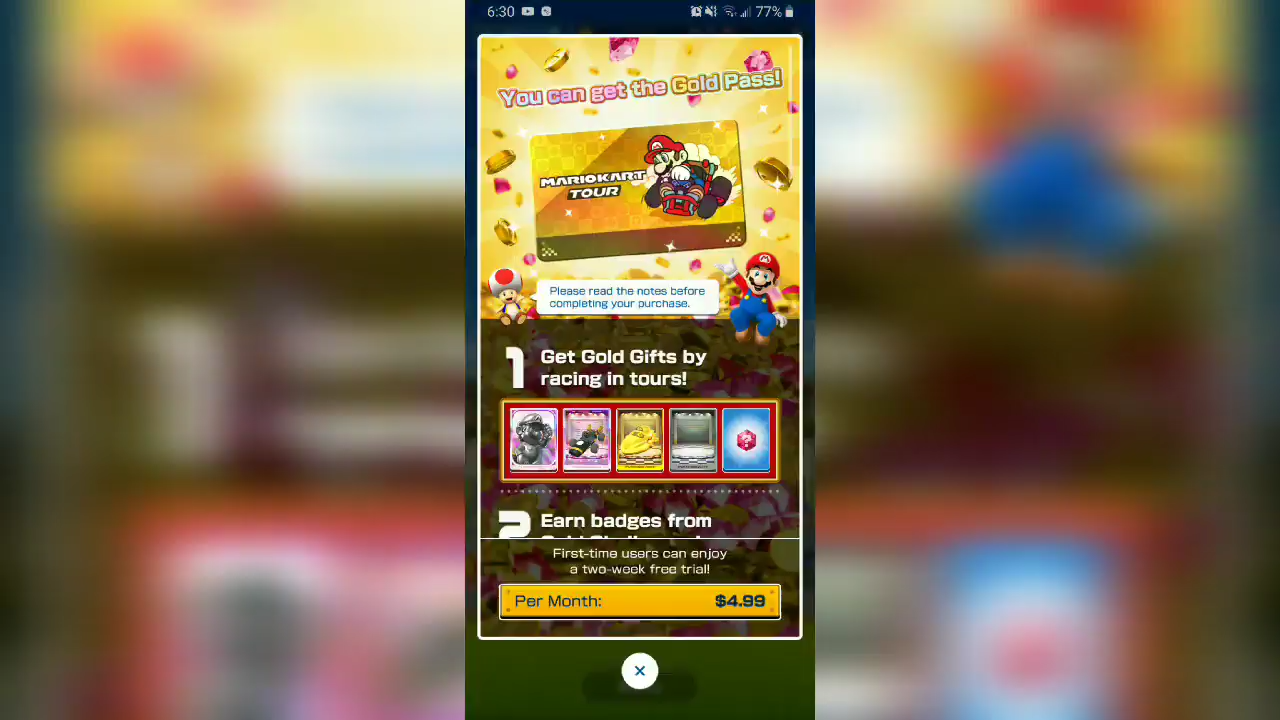 6:30
77%
You can get the Gold Pass!
MARIOKART
TOUR
Please read the notes before
completing your purchase.
1 Get Gold Gifts by
racing in tours!
2 Earn badges from
First-time users can enjoy
a two-week free trial!
Per Month: $4.99